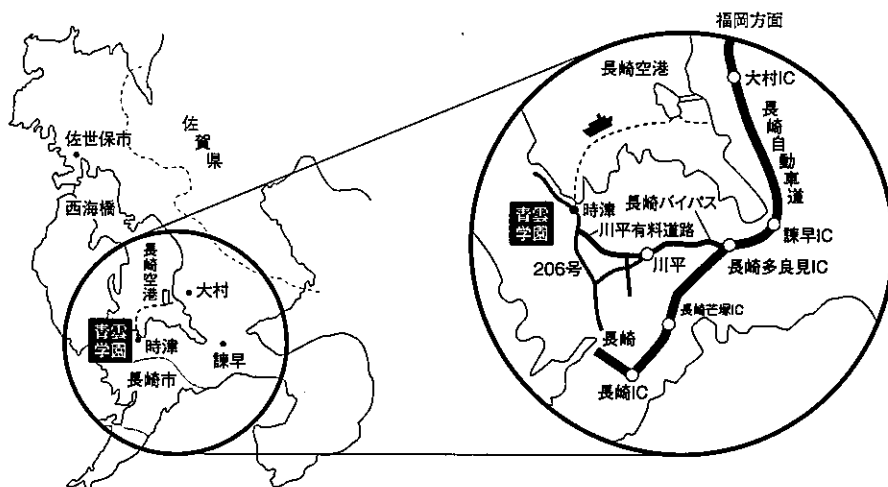 佐世保市
佐賀県
西海橋
長崎空港
大村
青雲
学園
時津
諫早
長崎市
福岡方面
長崎空港
大村IC
長崎自動車道
青雲
学園
時津
長崎バイパス
川平有料道路
諫早IC
206号
川平
長崎多良見IC
長崎芒塚IC
長崎
長崎IC